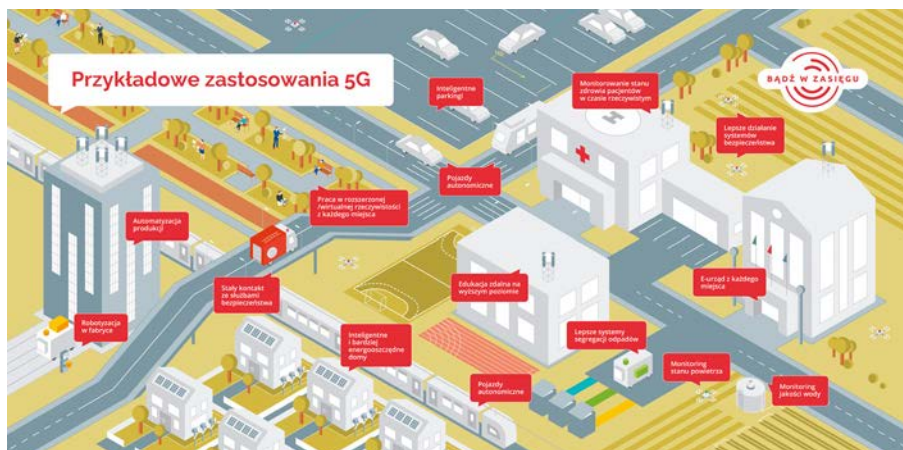 Przykładowe zastosowania 5G
BĄDŹ W ZASIĘGU
Inteligentne
parkingi
Monitorowanie stanu
zdrowia pacjentów
w czasie rzeczywistym
Lepsze działanie
systemów
bezpieczeństwa
Pojazdy
autonomiczne
Praca w rozszerzonej
/wirtualnej rzeczywistości
z każdego miejsca
Automatyzacja
produkcji
Stały kontakt
ze służbami
bezpieczeństwa
Edukacja zdalna na
wyższym poziomie
E-urząd z każdego
miejsca
Robotyzacja
w fabryce
Inteligentne
i bardziej
energooszczędne
domy
Lepsze systemy
segregacji odpadów
Monitoring
stanu powietrza
Pojazdy
autonomiczne
Monitoring
jakości wody
H